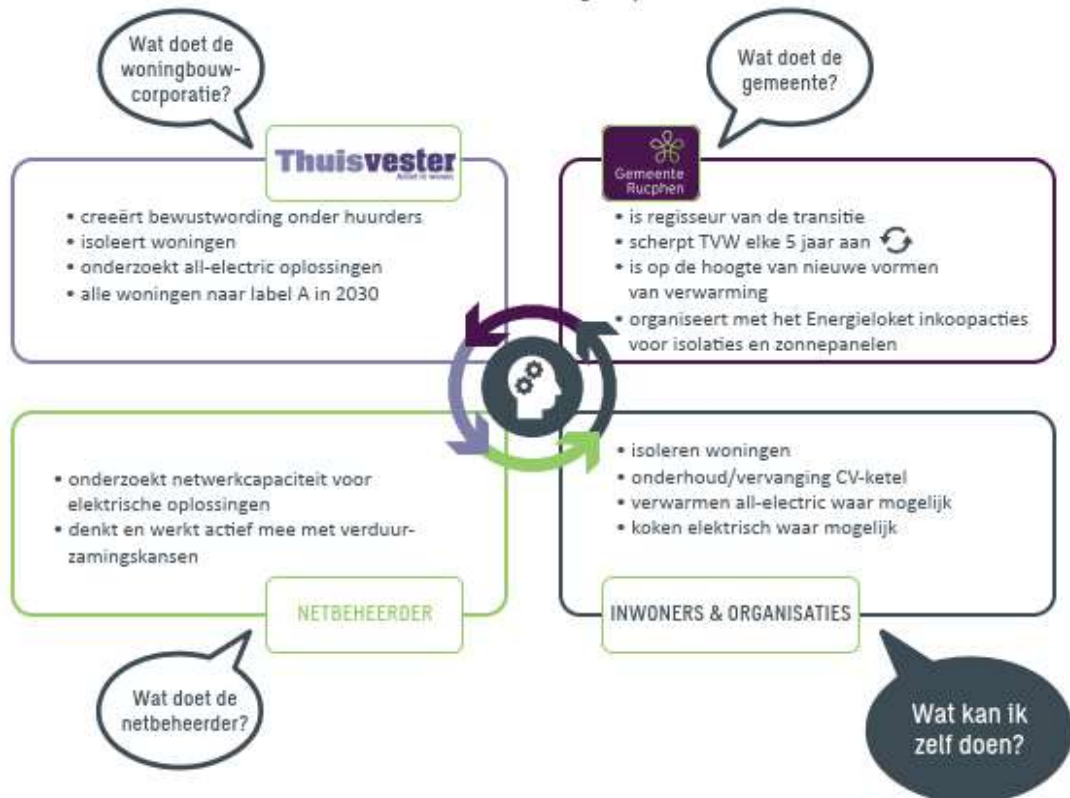 Wat doet de
woningbouw-
corporatie?
Thuisvester
• creeërt bewustwording onder huurders
• isoleert woningen
• onderzoekt all-electric oplossingen
• alle woningen naar label A in 2030
Wat doet de
gemeente?
Gemeente
Rucphen
• is regisseur van de transitie
• scherpt TVW elke 5 jaar aan
• is op de hoogte van nieuwe vormen
van verwarming
• organiseert met het Energieloket inkoopacties
voor isolaties en zonnepanelen
• onderzoekt netwerkcapaciteit voor
elektrische oplossingen
• denkt en werkt actief mee met verduur-
zamingskansen
NETBEHEERDER
Wat doet de
netbeheerder?
• isoleren woningen
• onderhoud/vervanging CV-ketel
• verwarmen all-electric waar mogelijk
• koken elektrisch waar mogelijk
INWONERS & ORGANISATIES
Wat kan ik
zelf doen?